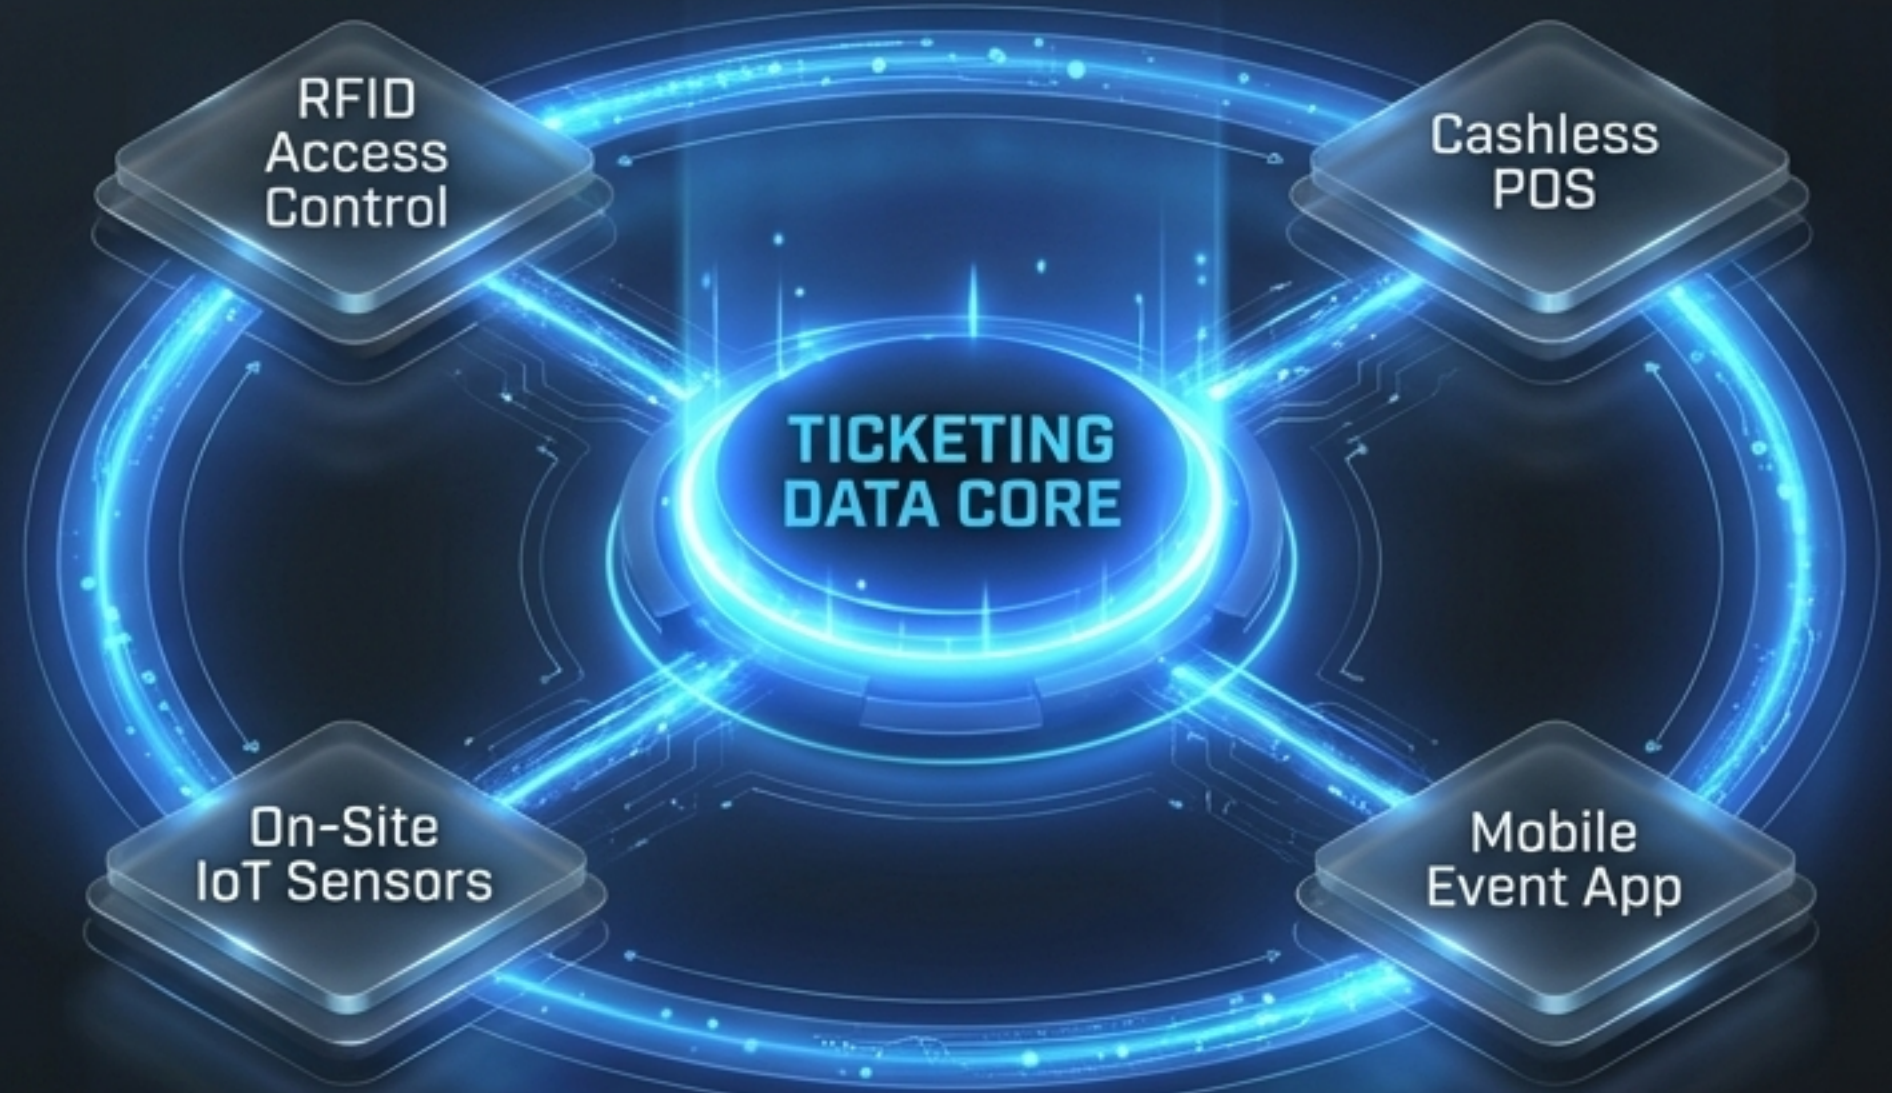 RFID
Access
Control
Cashless
POS
TICKETING
DATA CORE
On-Site
IoT Sensors
Mobile
Event App